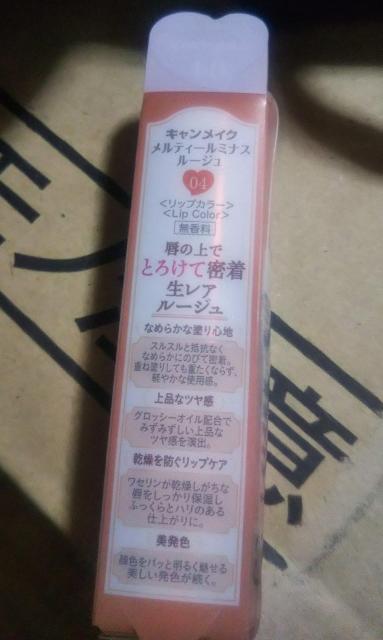 キャンメイク
メルティールミナス
ルージュ
04
<リップカラー>
<Lip Color>
無香料
唇の上で
とろけて密着
生レア
ルージュ
なめらかな塗り心地
スルスルと抵抗なく
なめらかにのびて密着。
重ね塗りしても重たくならず、
軽やかな使用感。
上品なツヤ感
グロッシーオイル配合で
みずみずしい上品な
ツヤ感を演出。
乾燥を防ぐリップケア
ワセリンが乾燥しがちな
唇をしっかり保湿し
ふっくらとハリのある
仕上がりに。
美発色
顔色をパッと明るく魅せる
美しい発色が続く。